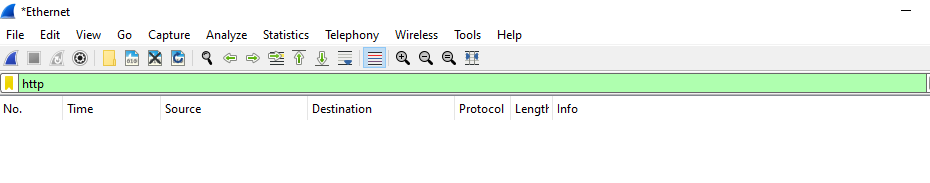 *Ethernet
File Edit View Go Capture Analyze Statistics Telephony Wireless Tools Help
http
No. Time Source Destination Protocol Length Info